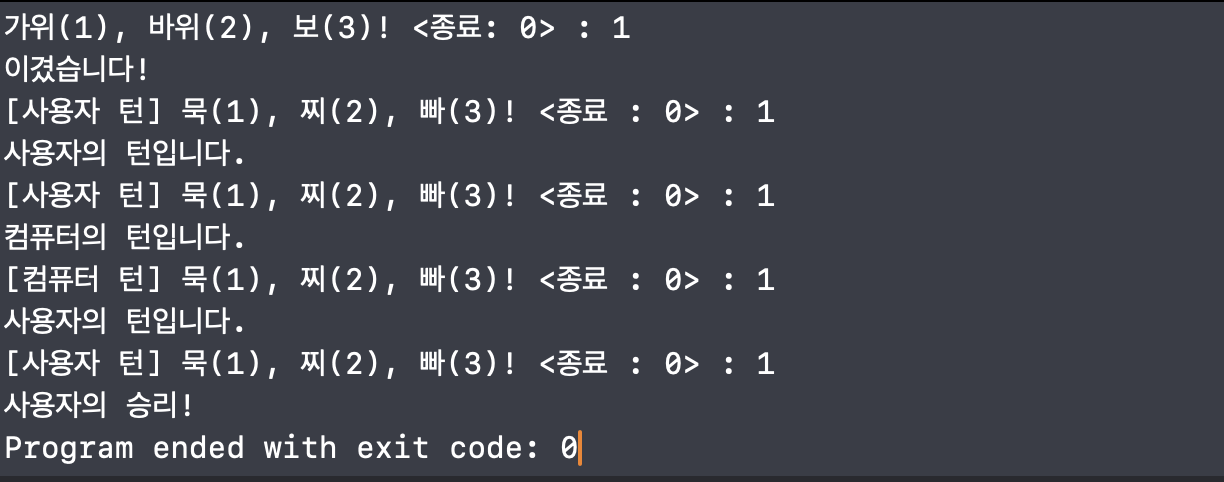 가위(1), 바위(2), 보(3)! <종료: 0> : 1
이겼습니다!
[사용자 턴] 묵(1), 찌(2), 빠(3)! <종료 : 0> : 1
사용자의 턴입니다.
[사용자 턴] 묵(1), 찌(2), 빠(3)! <종료 : 0> : 1
컴퓨터의 턴입니다.
[컴퓨터 턴] 묵(1), 찌(2), 빠(3)! <종료 : 0> : 1
사용자의 턴입니다.
[사용자 턴] 묵(1), 찌(2), 빠(3)! <종료 : 0> : 1
사용자의 승리!
Program ended with exit code: 0